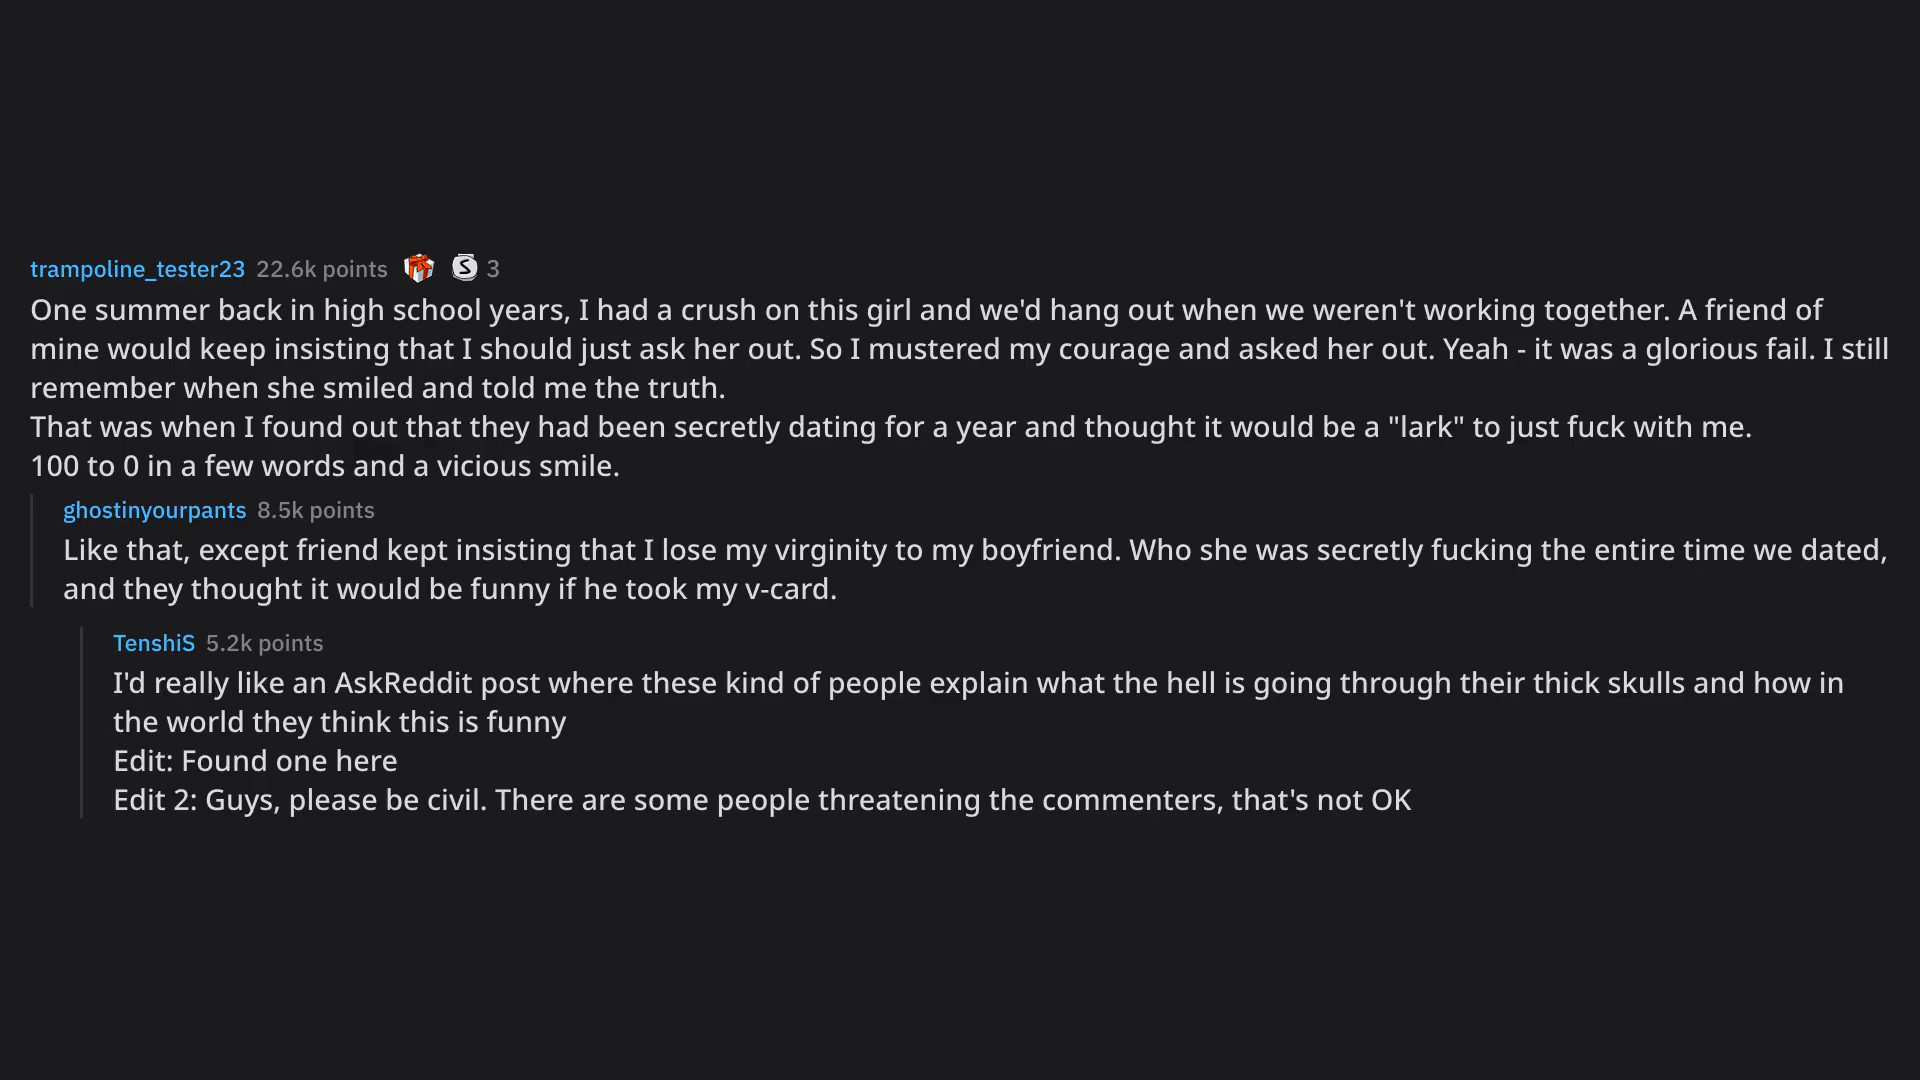 trampoline_tester23 22.6k points S 3
One summer back in high school years, I had a crush on this girl and we'd hang out when we weren't working together. A friend of
mine would keep insisting that I should just ask her out. So I mustered my courage and asked her out. Yeah - it was a glorious fail. I still
remember when she smiled and told me the truth.
That was when I found out that they had been secretly dating for a year and thought it would be a "lark" to just fuck with me.
100 to 0 in a few words and a vicious smile.
ghostinyourpants 8.5k points
Like that, except friend kept insisting that I lose my virginity to my boyfriend. Who she was secretly fucking the entire time we dated,
and they thought it would be funny if he took my v-card.
TenshiS 5.2k points
I'd really like an AskReddit post where these kind of people explain what the hell is going through their thick skulls and how in
the world they think this is funny
Edit: Found one here
Edit 2: Guys, please be civil. There are some people threatening the commenters, that's not OK